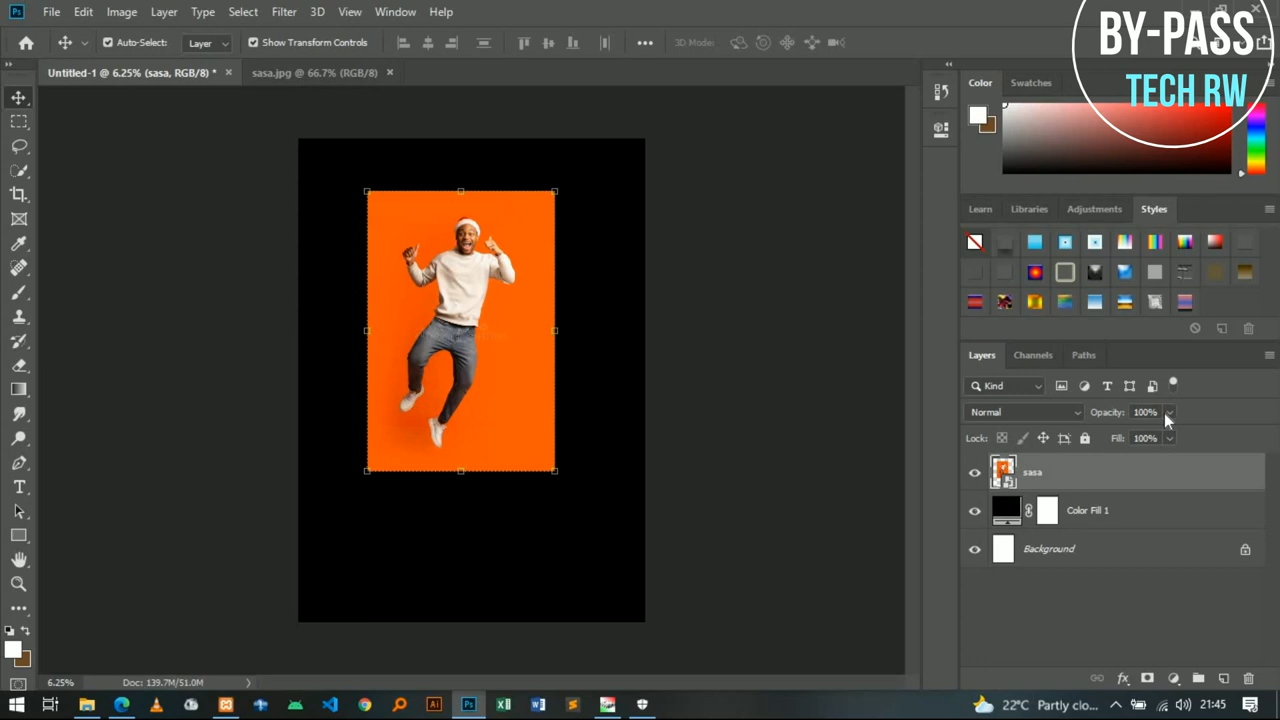 Ps File Edit Image Layer Type Select Filter 3D View Window Help
BY-PASS
TECH RW
Auto-Select: Layer Show Transform Controls 3D Mode:
Untitled-1 @ 6.25% (sasa, RGB/8) * × sasa.jpg @ 66.7% (RGB/8) ×
Color Swatches
Learn Libraries Adjustments Styles
Layers Channels Paths
Kind
Normal Opacity: 100%
Lock: Fill: 100%
sasa
Color Fill 1
Background
6.25% Doc: 139.7M/51.0M
22°C Partly clo... 21:45